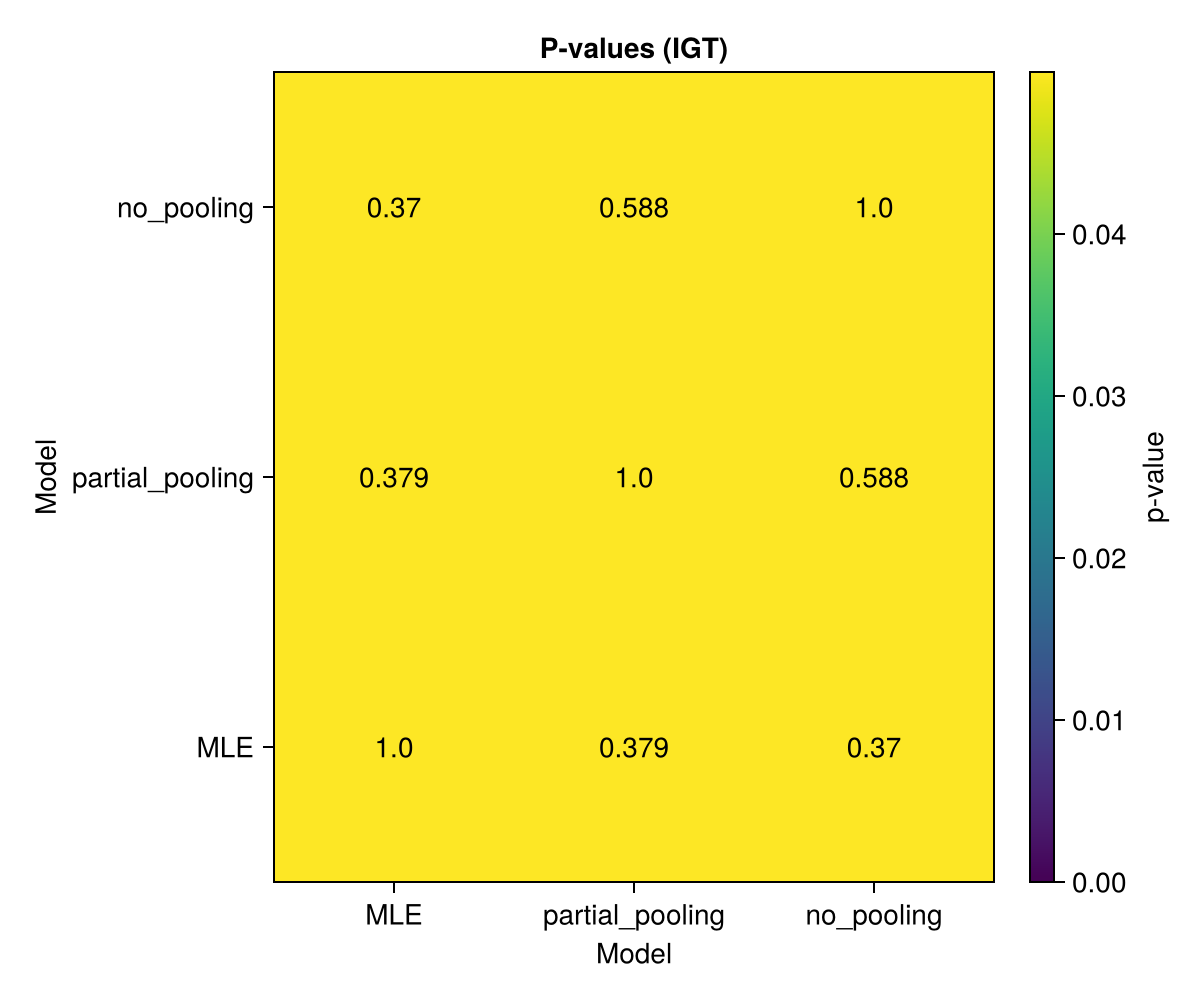 P-values (IGT)
no_pooling 0.37 0.588 1.0
0.04
0.03
Model partial_pooling 0.379 1.0 0.588 p-value
0.02
0.01
MLE 1.0 0.379 0.37
0.00
MLE partial_pooling no_pooling
Model